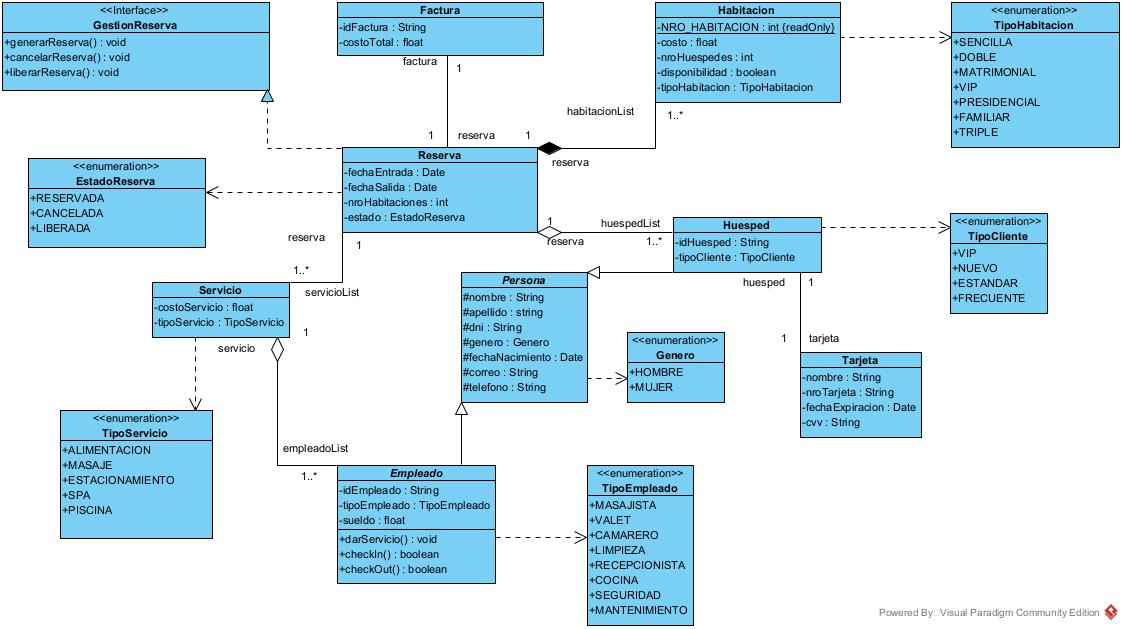 <<Interface>>
GestionReserva
+generarReserva() : void
+cancelarReserva() : void
+liberarReserva() : void
Factura
-idFactura : String
-costoTotal : float
factura
1
Habitacion
-NRO_HABITACION : int {readOnly}
-costo : float
-nroHuespedes : int
-disponibilidad : boolean
-tipoHabitacion : TipoHabitacion
<<enumeration>>
TipoHabitacion
+SENCILLA
+DOBLE
+MATRIMONIAL
+VIP
+PRESIDENCIAL
+FAMILIAR
+TRIPLE
habitacionList
1..*
1
reserva
1
reserva
Reserva
-fechaEntrada : Date
-fechaSalida : Date
-nroHabitaciones : int
-estado : EstadoReserva
<<enumeration>>
EstadoReserva
+RESERVADA
+CANCELADA
+LIBERADA
1
reserva
huespedList
1..*
Huesped
-idHuesped : String
-tipoCliente : TipoCliente
<<enumeration>>
TipoCliente
+VIP
+NUEVO
+ESTANDAR
+FRECUENTE
reserva
1
1..*
servicioList
Servicio
-costoServicio : float
-tipoServicio : TipoServicio
servicio
1
Persona
#nombre : String
#apellido : string
#dni : String
#genero : Genero
#fechaNacimiento : Date
#correo : String
#telefono : String
<<enumeration>>
Genero
+HOMBRE
+MUJER
huesped
1
1
tarjeta
Tarjeta
-nombre : String
-nroTarjeta : String
-fechaExpiracion : Date
-cvv : String
<<enumeration>>
TipoServicio
+ALIMENTACION
+MASAJE
+ESTACIONAMIENTO
+SPA
+PISCINA
empleadoList
1..*
Empleado
-idEmpleado : String
-tipoEmpleado : TipoEmpleado
-sueldo : float
+darServicio() : void
+checkIn() : boolean
+checkOut() : boolean
<<enumeration>>
TipoEmpleado
+MASAJISTA
+VALET
+CAMARERO
+LIMPIEZA
+RECEPCIONISTA
+COCINA
+SEGURIDAD
+MANTENIMIENTO
Powered By Visual Paradigm Community Edition